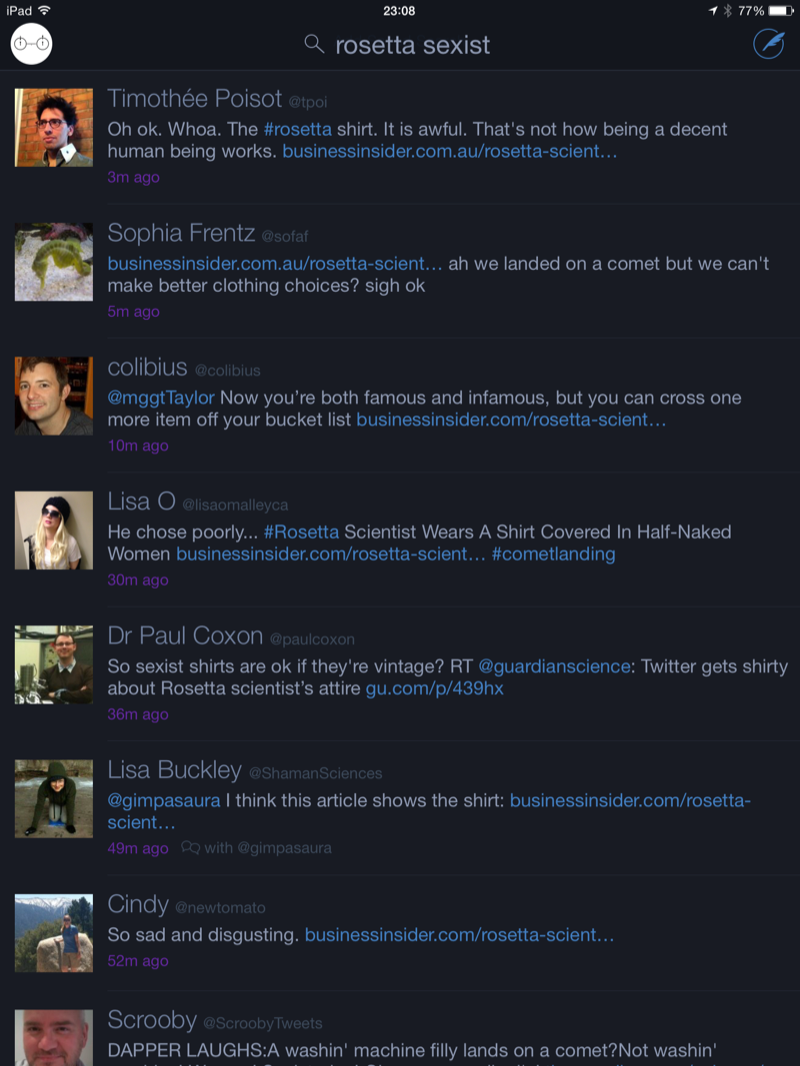 iPad 23:08 77%
rosetta sexist
Timothée Poisot @tpoi
Oh ok. Whoa. The #rosetta shirt. It is awful. That's not how being a decent
human being works. businessinsider.com.au/rosetta-scient…
3m ago
Sophia Frentz @sofaf
businessinsider.com.au/rosetta-scient… ah we landed on a comet but we can't
make better clothing choices? sigh ok
5m ago
colibius @colibius
@mggtTaylor Now you’re both famous and infamous, but you can cross one
more item off your bucket list businessinsider.com/rosetta-scient…
10m ago
Lisa O @lisaomalleyca
He chose poorly... #Rosetta Scientist Wears A Shirt Covered In Half-Naked
Women businessinsider.com/rosetta-scient… #cometlanding
30m ago
Dr Paul Coxon @paulcoxon
So sexist shirts are ok if they're vintage? RT @guardianscience: Twitter gets shirty
about Rosetta scientist’s attire gu.com/p/439hx
36m ago
Lisa Buckley @ShamanSciences
@gimpasaura I think this article shows the shirt: businessinsider.com/rosetta-
scient…
49m ago with @gimpasaura
Cindy @newtomato
So sad and disgusting. businessinsider.com/rosetta-scient…
52m ago
Scrooby @ScroobyTweets
DAPPER LAUGHS:A washin' machine filly lands on a comet?Not washin'